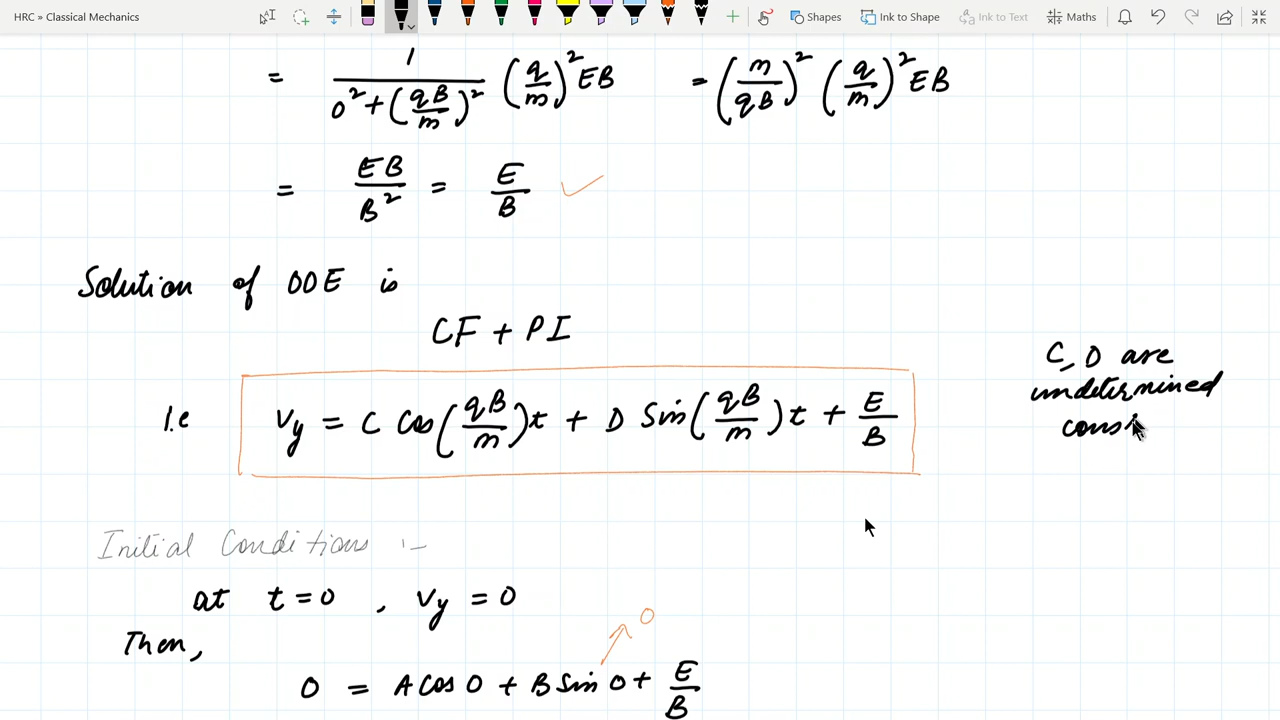 HRC » Classical Mechanics Shapes Ink to Shape Ink to Text Maths
= 1/(0² + (qB/m)²) (q/m)² EB = (m/qB)² (q/m)² EB
= EB/B² = E/B ✓
Solution of ODE is
CF + PI
C, D are
undetermined
cons
i.e Vy = C Cos(qB/m)t + D Sin(qB/m)t + E/B
Initial Conditions :-
at t=0 , Vy = 0
Then,
0
0 = A Cos 0 + B Sin 0 + E/B